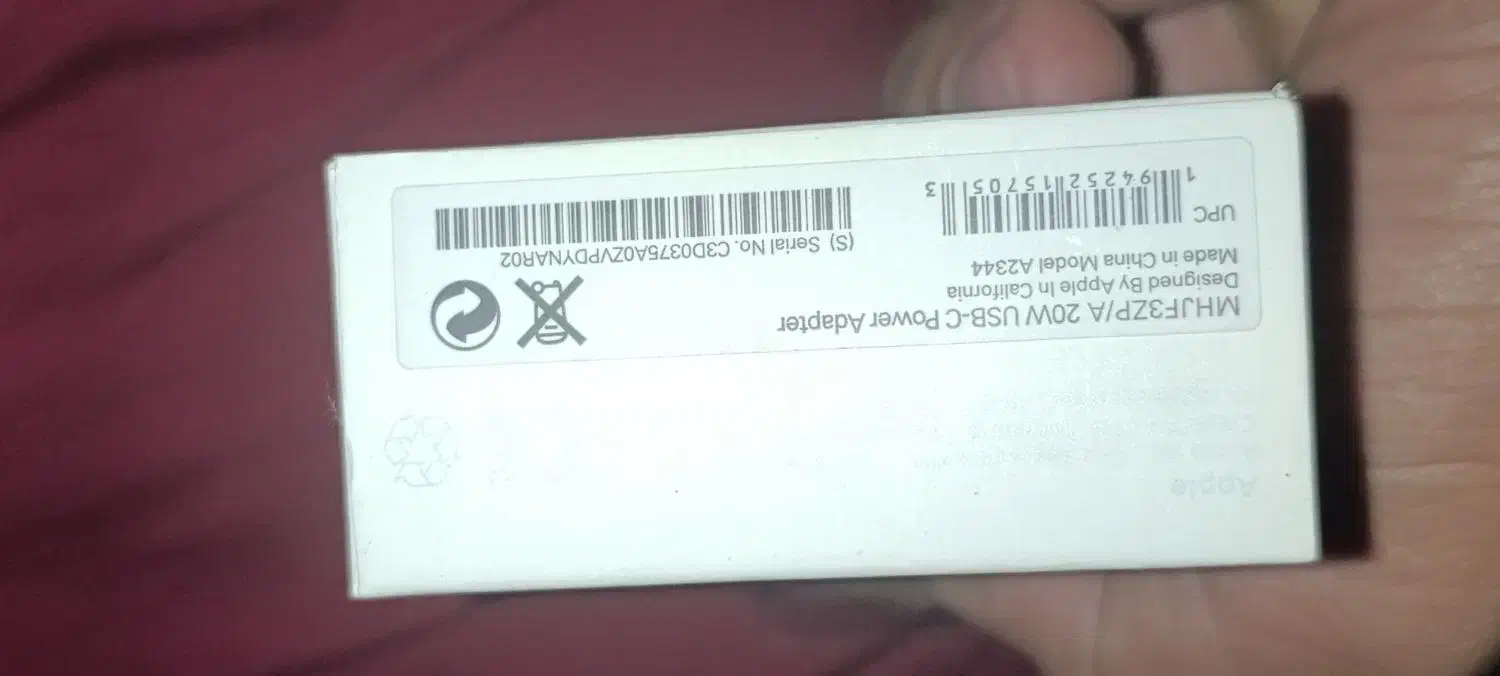 MHJF3ZP/A 20W USB-C Power Adapter
Designed By Apple In California
Made in China Model A2344
UPC
1 94252 15705 3
(S) Serial No. C3D0375A0ZVPDYNAR02
Apple